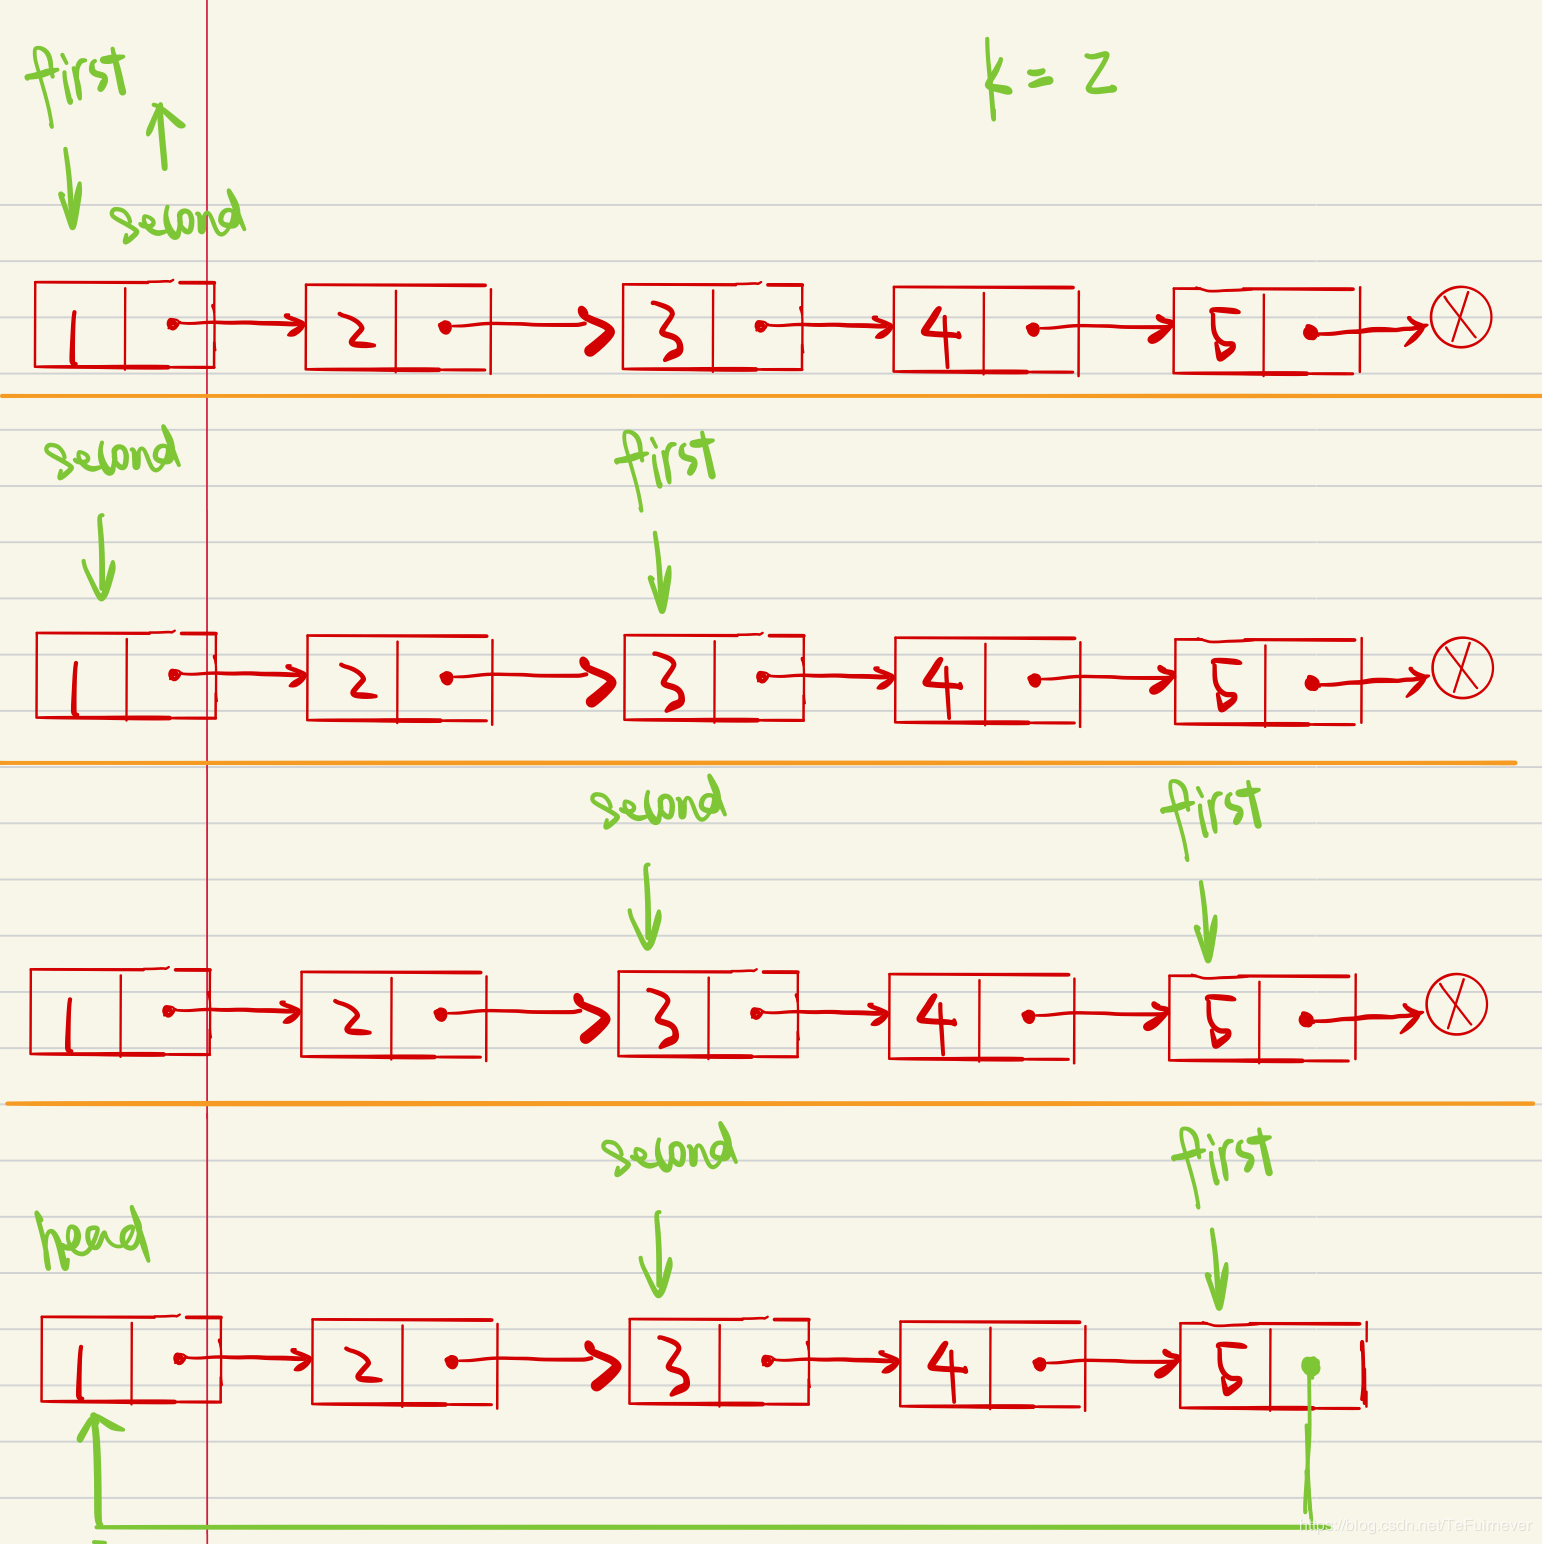 first
k = 2
second
1 2 3 4 5
second first
1 2 3 4 5
second first
1 2 3 4 5
second first
head
1 2 3 4 5
https://blog.csdn.net/TeFuirnever